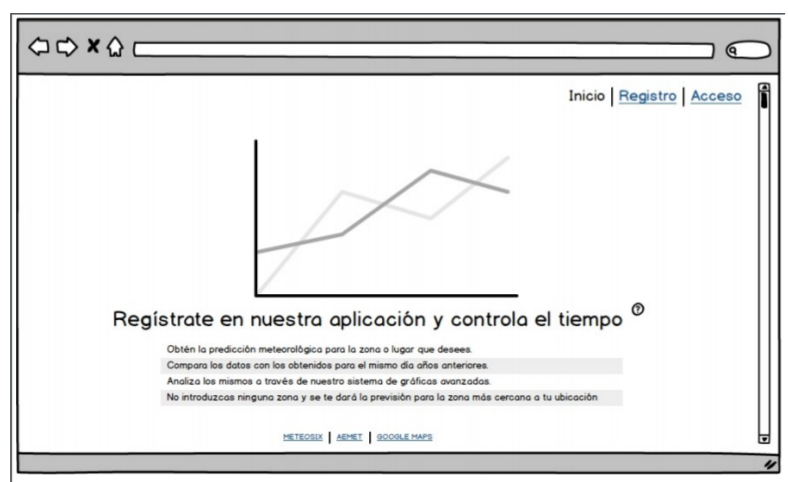 Inicio | Registro | Acceso
Regístrate en nuestra aplicación y controla el tiempo ?
Obtén la predicción meteorológica para la zona o lugar que desees.
Compara los datos con los obtenidos para el mismo día años anteriores.
Analiza los mismos a través de nuestro sistema de gráficas avanzadas.
No introduzcas ninguna zona y se te dará la previsión para la zona más cercana a tu ubicación
METEOSIX | AEMET | GOOGLE MAPS